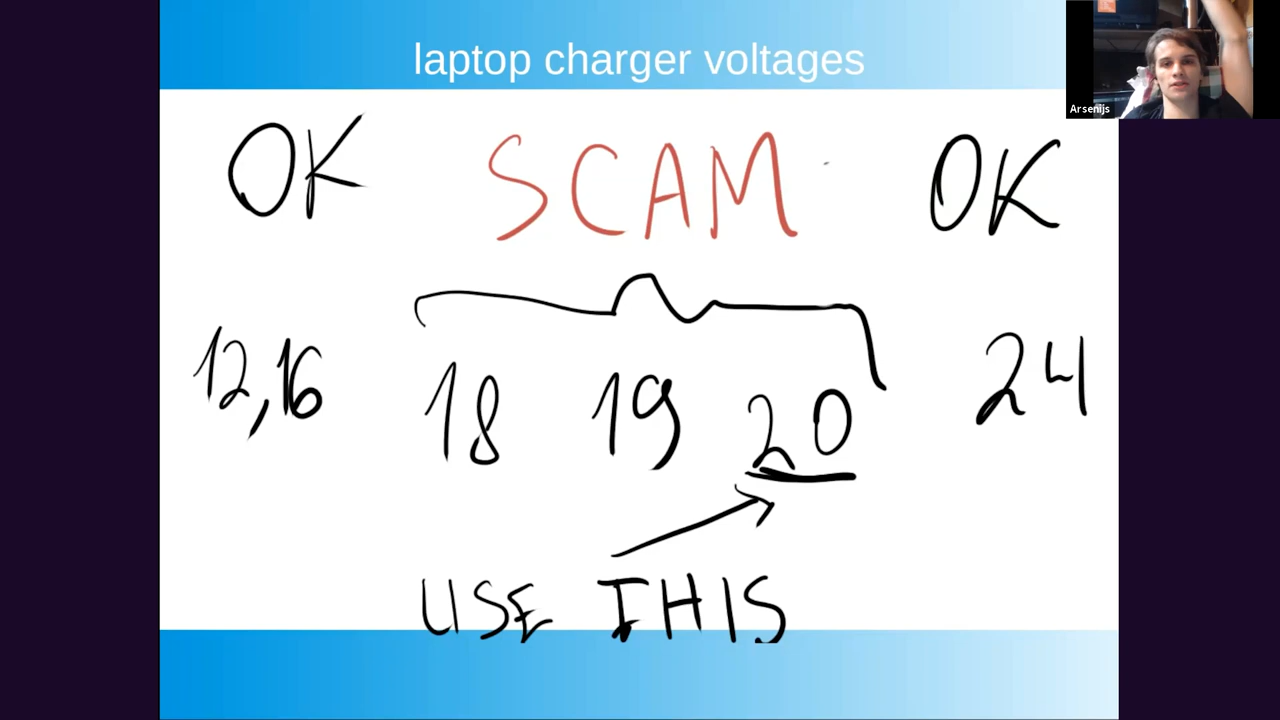 laptop charger voltages
Arsenijs
OK SCAM OK
12,16 18 19 20 24
USE THIS